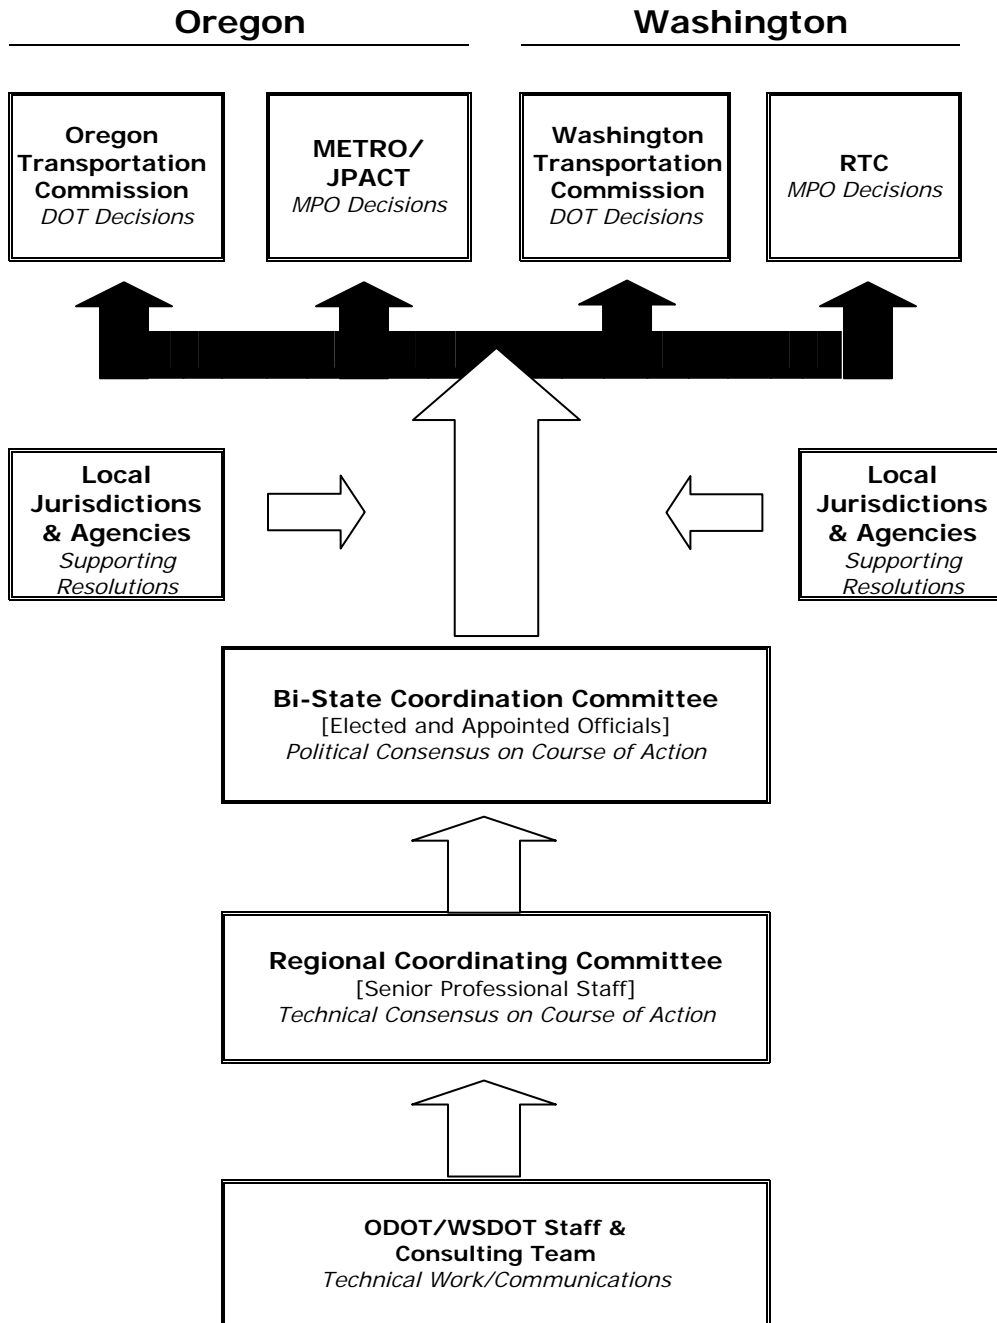 Oregon
Washington
Oregon
Transportation
Commission
DOT Decisions
METRO/
JPACT
MPO Decisions
Washington
Transportation
Commission
DOT Decisions
RTC
MPO Decisions
Local
Jurisdictions
& Agencies
Supporting
Resolutions
Local
Jurisdictions
& Agencies
Supporting
Resolutions
Bi-State Coordination Committee
[Elected and Appointed Officials]
Political Consensus on Course of Action
Regional Coordinating Committee
[Senior Professional Staff]
Technical Consensus on Course of Action
ODOT/WSDOT Staff &
Consulting Team
Technical Work/Communications